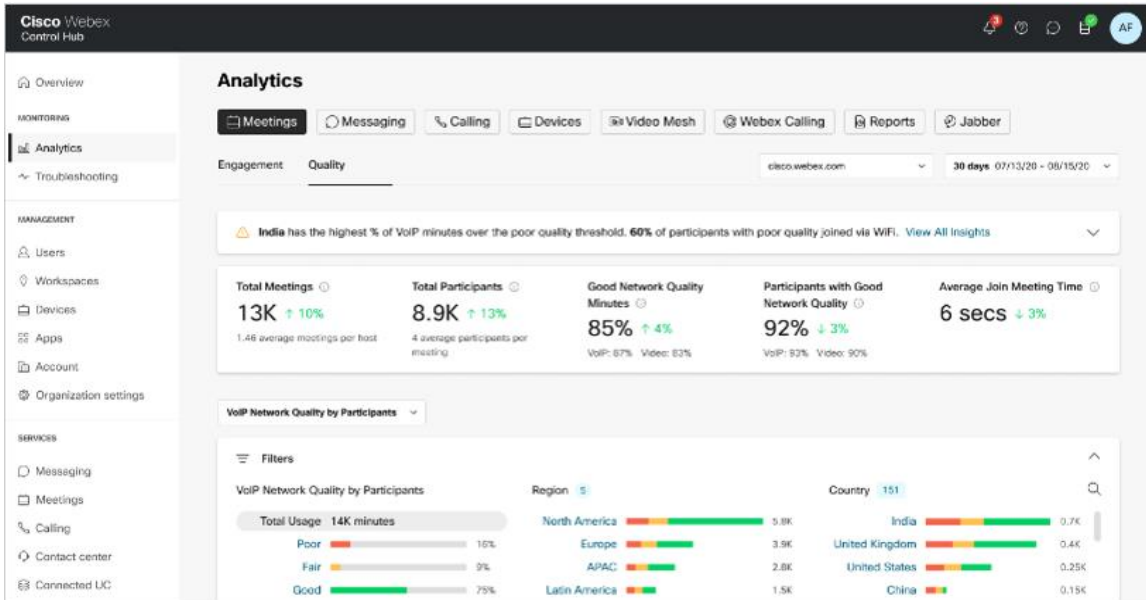 Cisco Webex
Control Hub
3
AF
Overview
MONITORING
Analytics
Troubleshooting
MANAGEMENT
Users
Workspaces
Devices
Apps
Account
Organization settings
SERVICES
Messaging
Meetings
Calling
Contact center
Connected UC
Analytics
Meetings Messaging Calling Devices Video Mesh Webex Calling Reports Jabber
Engagement Quality
cisco.webex.com 30 days 07/13/20 - 08/15/20
India has the highest % of VoIP minutes over the poor quality threshold. 60% of participants with poor quality joined via WiFi. View All Insights
Total Meetings
13K ↑ 10%
1.46 average meetings per host
Total Participants
8.9K ↑ 13%
4 average participants per
meeting
Good Network Quality
Minutes
85% ↑ 4%
VoIP: 87% Video: 83%
Participants with Good
Network Quality
92% ↓ 3%
VoIP: 93% Video: 90%
Average Join Meeting Time
6 secs ↓ 3%
VoIP Network Quality by Participants
Filters
VoIP Network Quality by Participants
Total Usage 14K minutes
Poor 16%
Fair 9%
Good 75%
Region 5
North America 5.8K
Europe 3.9K
APAC 2.8K
Latin America 1.5K
Country 151
India 0.7K
United Kingdom 0.4K
United States 0.25K
China 0.15K